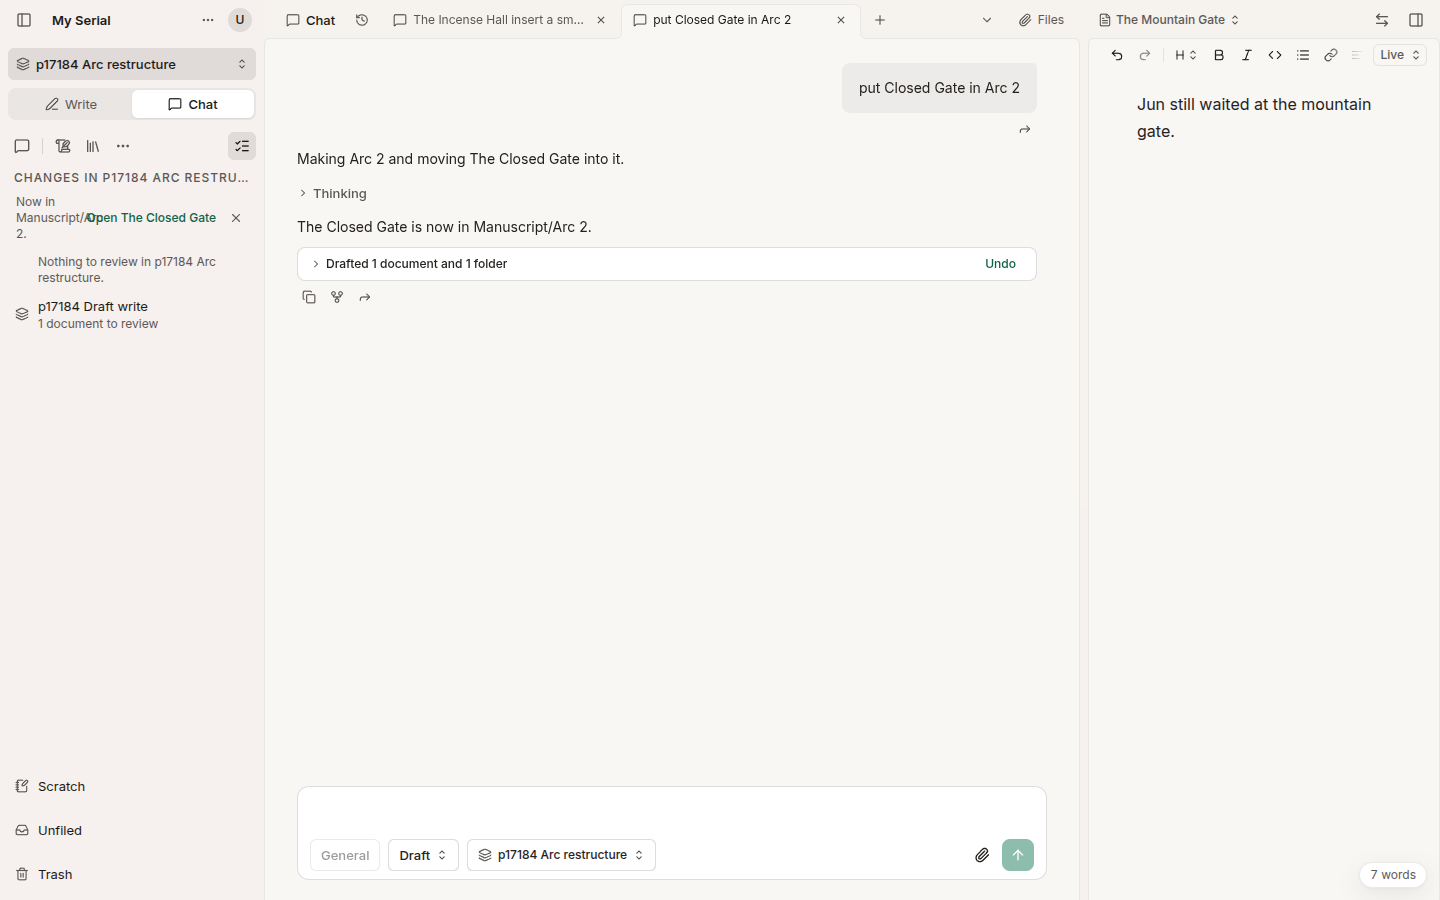 My Serial
U
p17184 Arc restructure
Write
Chat
CHANGES IN P17184 ARC RESTRU...
Now in
Manuscript/
Open The Closed Gate
2.
Nothing to review in p17184 Arc
restructure.
p17184 Draft write
1 document to review
Scratch
Unfiled
Trash
Chat
The Incense Hall insert a sm...
put Closed Gate in Arc 2
Files
put Closed Gate in Arc 2
Making Arc 2 and moving The Closed Gate into it.
Thinking
The Closed Gate is now in Manuscript/Arc 2.
Drafted 1 document and 1 folder
Undo
General
Draft
p17184 Arc restructure
The Mountain Gate
H
B
I
Live
Jun still waited at the mountain
gate.
7 words